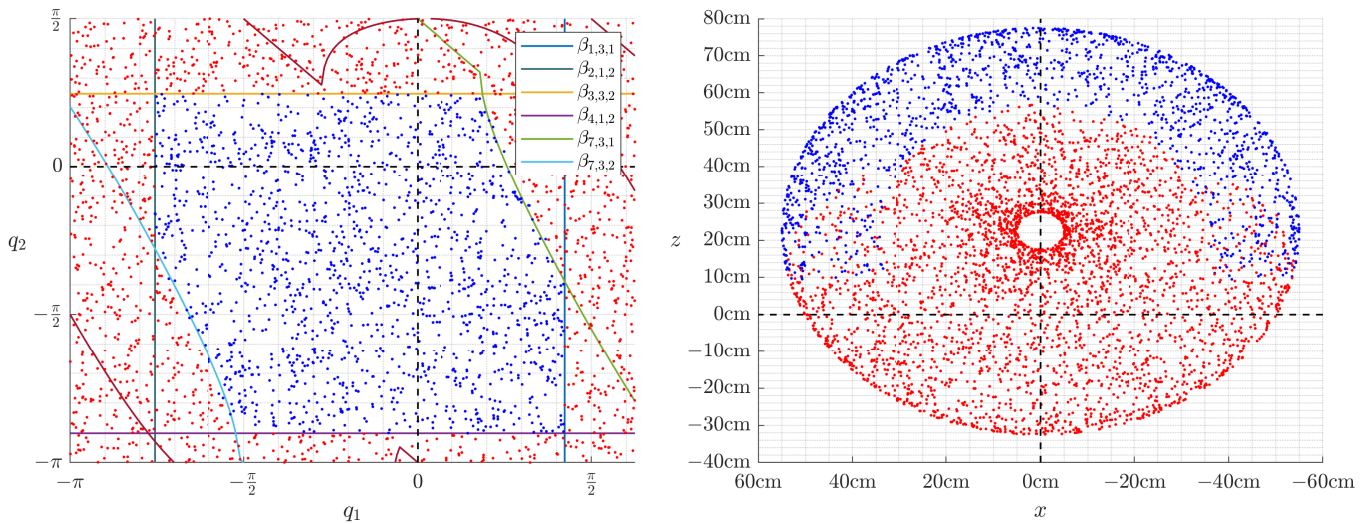 π/2
0
−π/2
−π
q₂
−π
−π/2
0
π/2
q₁
β₁,₃,₁
β₂,₁,₂
β₃,₃,₂
β₄,₁,₂
β₇,₃,₁
β₇,₃,₂
80cm
70cm
60cm
50cm
40cm
30cm
20cm
10cm
0cm
−10cm
−20cm
−30cm
−40cm
z
60cm
40cm
20cm
0cm
−20cm
−40cm
−60cm
x